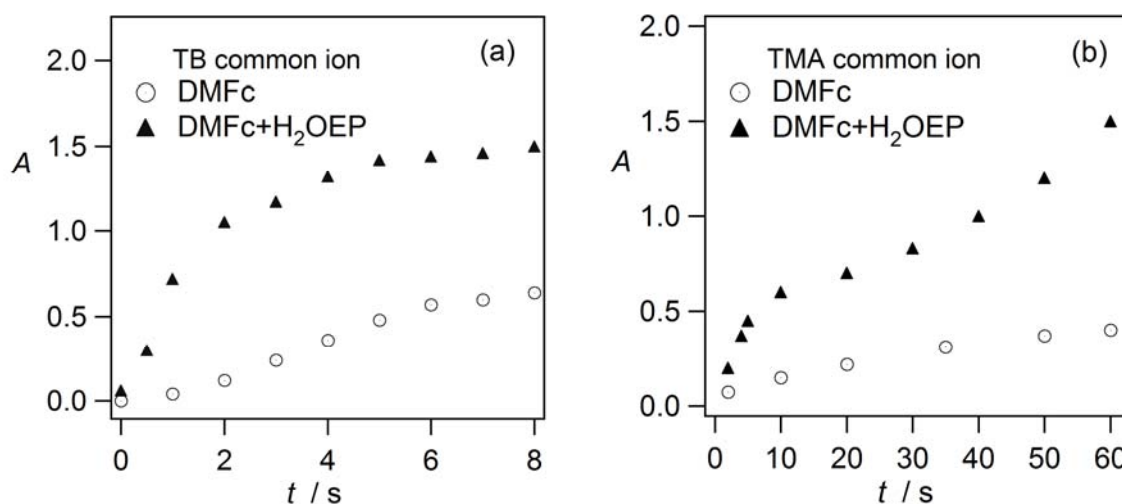 (a)
TB common ion
DMFc
DMFc+H₂OEP
A
2.0
1.5
1.0
0.5
0.0
0 2 4 6 8
t / s
(b)
TMA common ion
DMFc
DMFc+H₂OEP
A
2.0
1.5
1.0
0.5
0.0
0 10 20 30 40 50 60
t / s